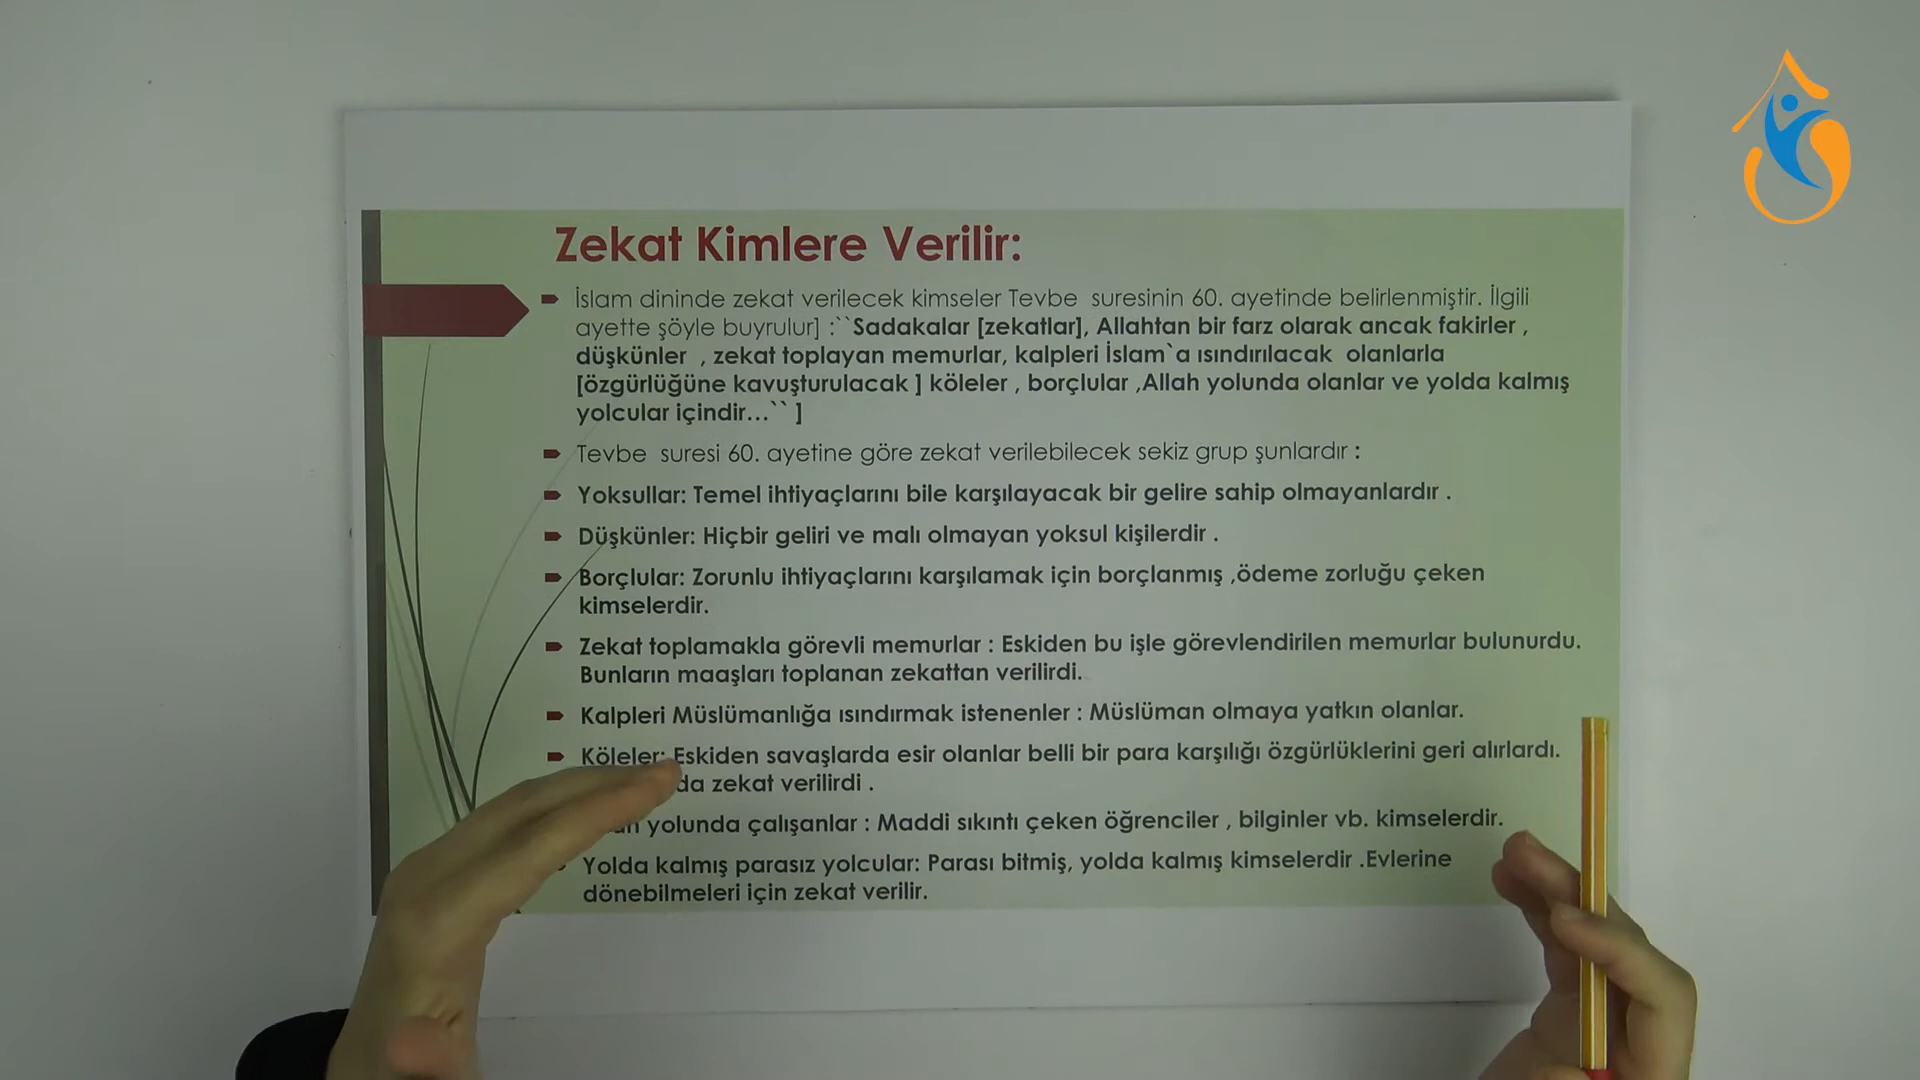 Zekat Kimlere Verilir:
İslam dininde zekat verilecek kimseler Tevbe suresinin 60. ayetinde belirlenmiştir. İlgili
ayette şöyle buyrulur] :``Sadakalar [zekatlar], Allahtan bir farz olarak ancak fakirler ,
düşkünler , zekat toplayan memurlar, kalpleri İslam`a ısındırılacak olanlarla
[özgürlüğüne kavuşturulacak ] köleler , borçlular ,Allah yolunda olanlar ve yolda kalmış
yolcular içindir...`` ]
Tevbe suresi 60. ayetine göre zekat verilebilecek sekiz grup şunlardır :
Yoksullar: Temel ihtiyaçlarını bile karşılayacak bir gelire sahip olmayanlardır .
Düşkünler: Hiçbir geliri ve malı olmayan yoksul kişilerdir .
Borçlular: Zorunlu ihtiyaçlarını karşılamak için borçlanmış ,ödeme zorluğu çeken
kimselerdir.
Zekat toplamakla görevli memurlar : Eskiden bu işle görevlendirilen memurlar bulunurdu.
Bunların maaşları toplanan zekattan verilirdi.
Kalpleri Müslümanlığa ısındırmak istenenler : Müslüman olmaya yatkın olanlar.
Köleler: Eskiden savaşlarda esir olanlar belli bir para karşılığı özgürlüklerini geri alırlardı.
da zekat verilirdi .
yolunda çalışanlar : Maddi sıkıntı çeken öğrenciler , bilginler vb. kimselerdir.
Yolda kalmış parasız yolcular: Parası bitmiş, yolda kalmış kimselerdir .Evlerine
dönebilmeleri için zekat verilir.